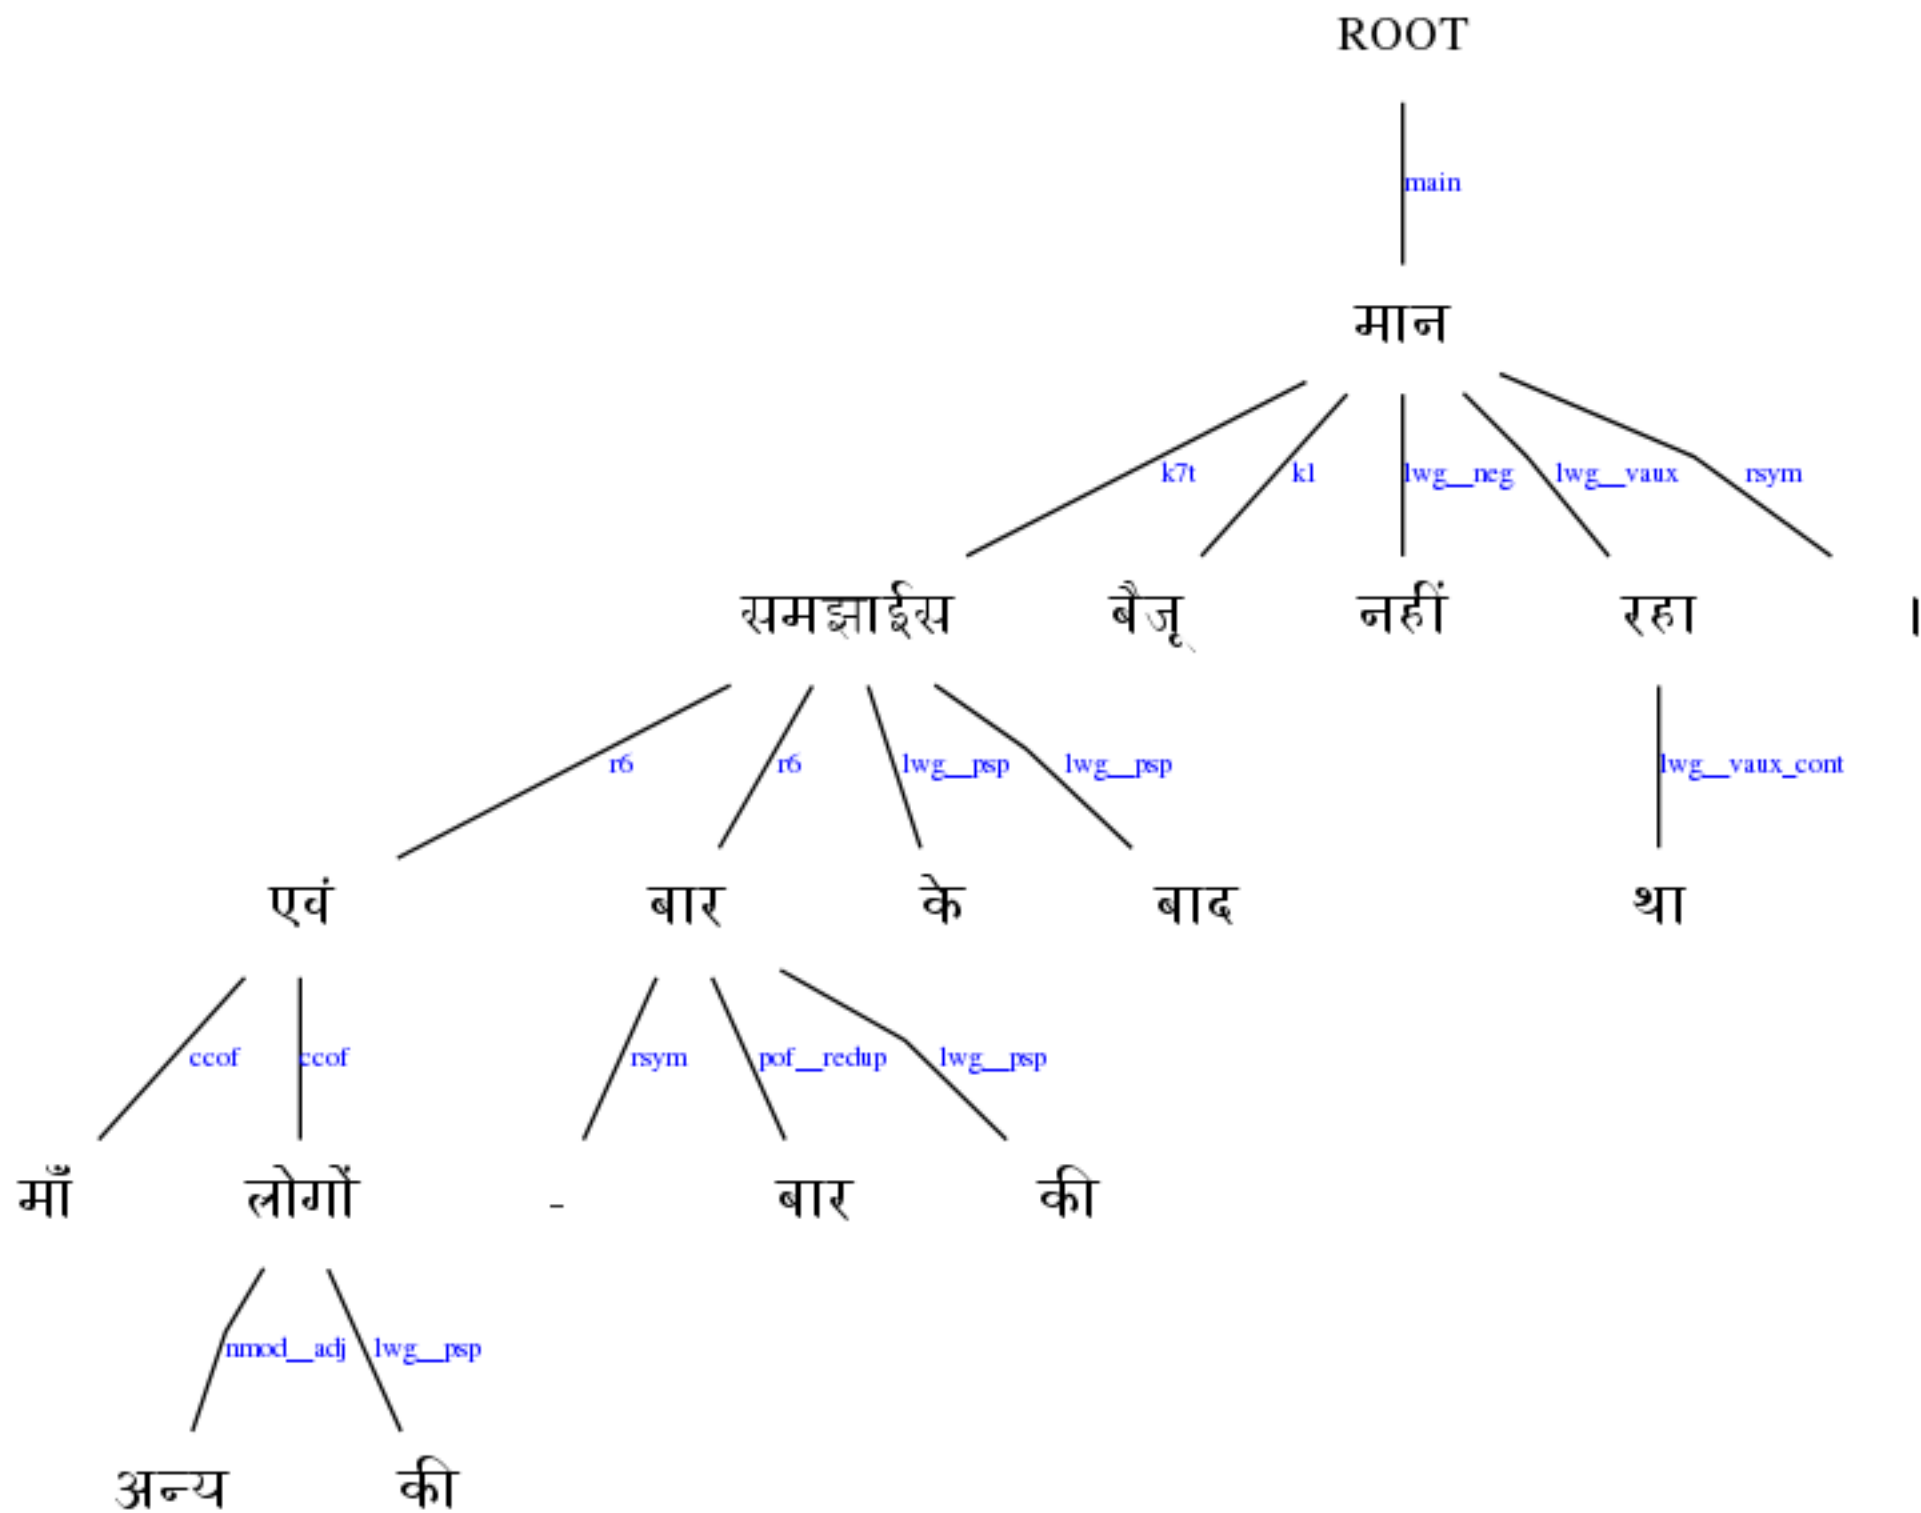 ROOT
main
मान
k7t k1 lwg__neg lwg__vaux rsym
समझाईस बैजू नहीं रहा ।
r6 r6 lwg__psp lwg__psp lwg__vaux_cont
एवं बार के बाद था
ccof ccof rsym pof__redup lwg__psp
माँ लोगों - बार की
nmod__adj lwg__psp
अन्य की